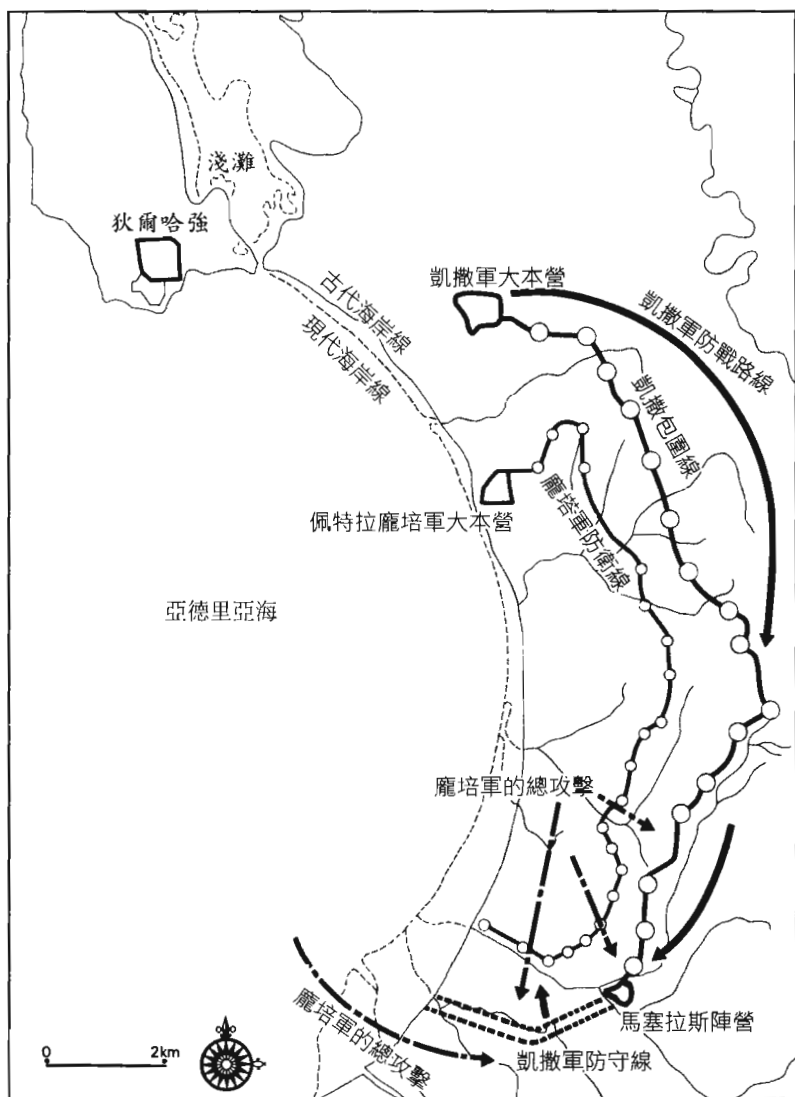 淺灘
狄爾哈強
凱撒軍大本營
古代海岸線
現代海岸線
凱撒軍防戰路線
凱撒包圍線
佩特拉龐培軍大本營
龐塔軍防衛線
亞德里亞海
龐培軍的總攻擊
龐培軍的總攻擊
馬塞拉斯陣營
凱撒軍防守線
0 2km